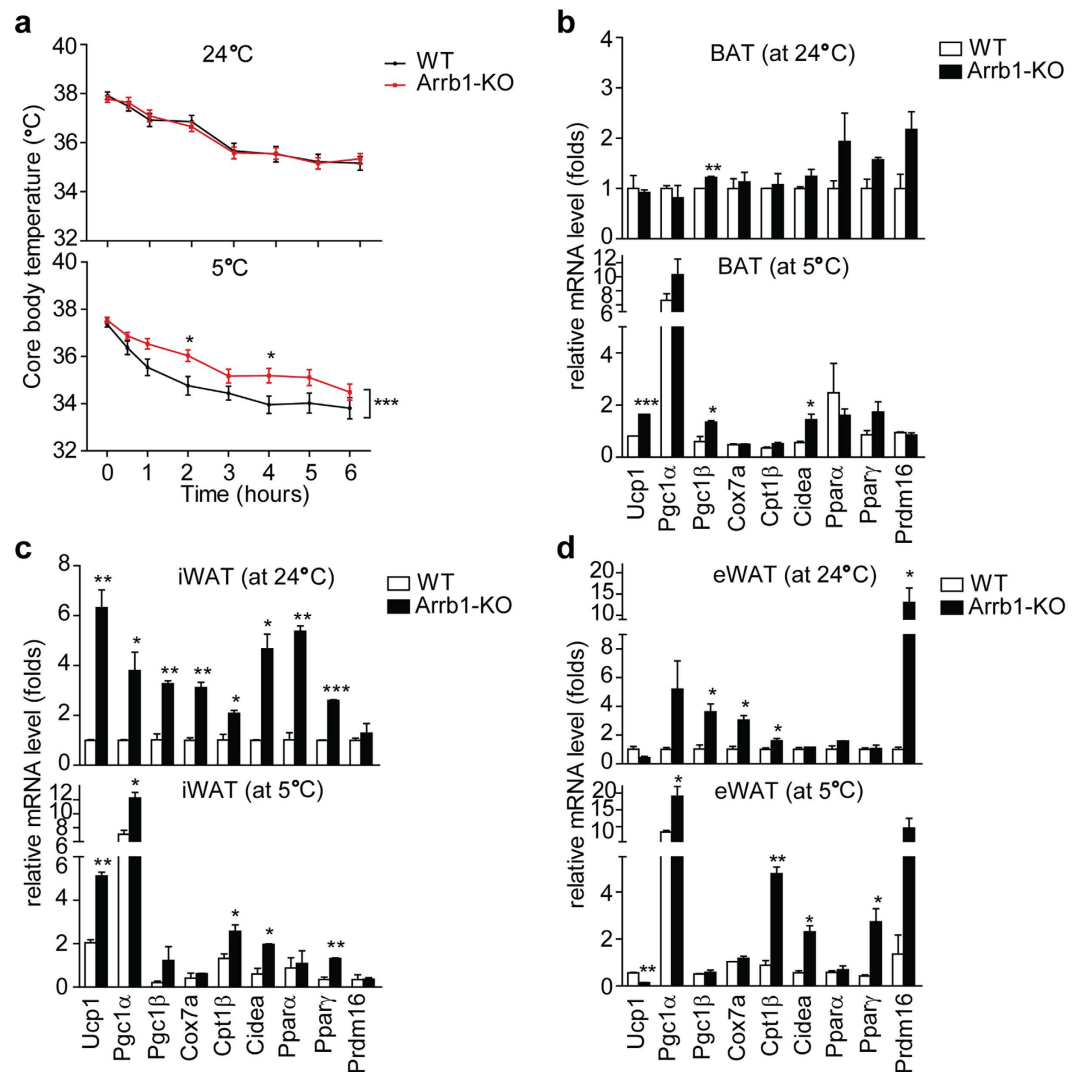 a
40
38
36
34
32
24°C
WT
Arrb1-KO
Core body temperature (°C)
40
38
36
34
32
5°C
*
*
***
0 1 2 3 4 5 6
Time (hours)
b
4
3
2
1
0
BAT (at 24°C)
WT
Arrb1-KO
**
relative mRNA level (folds)
12
10
8
6
4
2
0
BAT (at 5°C)
***
*
*
Ucp1
Pgc1α
Pgc1β
Cox7a
Cpt1β
Cidea
Pparα
Pparγ
Prdm16
c
8
6
4
2
0
iWAT (at 24°C)
WT
Arrb1-KO
**
*
**
**
*
*
**
***
relative mRNA level (folds)
12
10
8
6
6
4
2
0
iWAT (at 5°C)
**
*
*
*
**
Ucp1
Pgc1α
Pgc1β
Cox7a
Cpt1β
Cidea
Pparα
Pparγ
Prdm16
d
20
15
10
8
6
4
2
0
eWAT (at 24°C)
WT
Arrb1-KO
*
*
*
*
relative mRNA level (folds)
20
10
4
2
0
eWAT (at 5°C)
**
*
**
*
*
Ucp1
Pgc1α
Pgc1β
Cox7a
Cpt1β
Cidea
Pparα
Pparγ
Prdm16